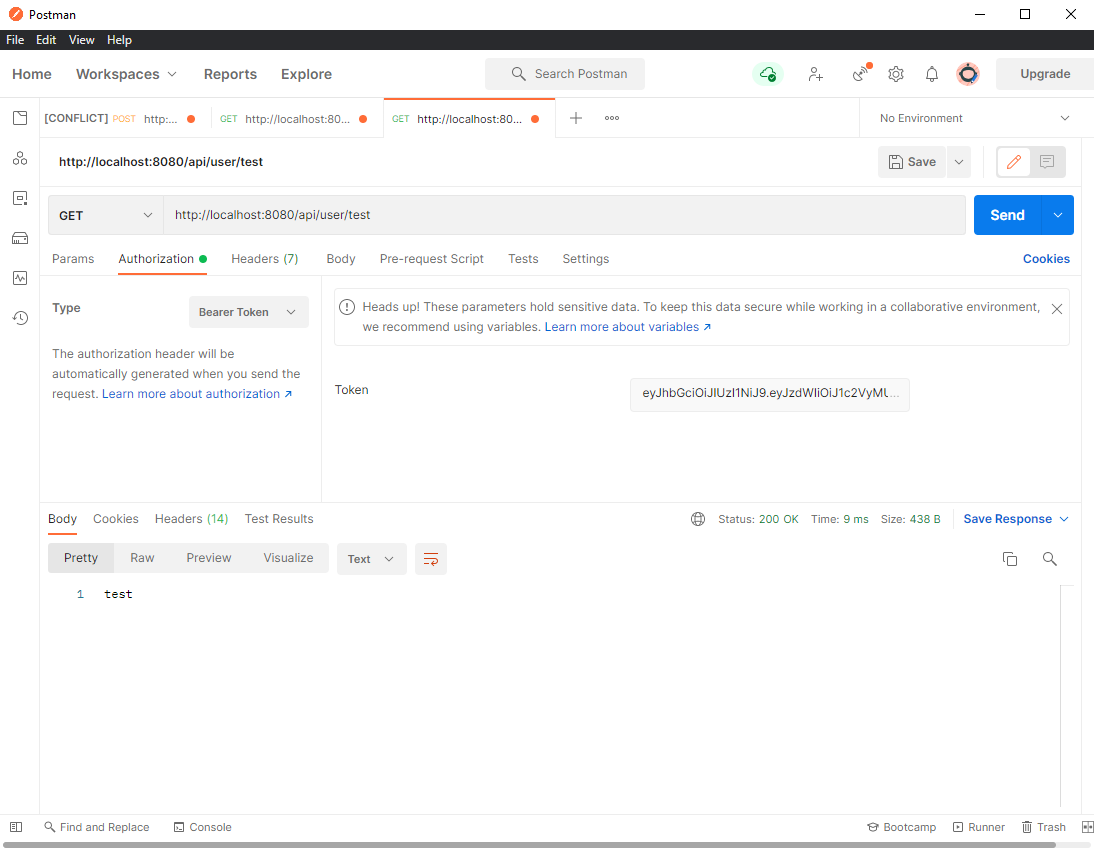 Postman
File Edit View Help
Home Workspaces Reports Explore Search Postman Upgrade
[CONFLICT] POST http:... GET http://localhost:80... GET http://localhost:80... No Environment
http://localhost:8080/api/user/test Save
GET http://localhost:8080/api/user/test Send
Params Authorization Headers (7) Body Pre-request Script Tests Settings Cookies
Type Bearer Token
The authorization header will be
automatically generated when you send the
request. Learn more about authorization ↗
Heads up! These parameters hold sensitive data. To keep this data secure while working in a collaborative environment,
we recommend using variables. Learn more about variables ↗
Token eyJhbGciOiJIUzI1NiJ9.eyJzdWIiOiJ1c2VyMU...
Body Cookies Headers (14) Test Results Status: 200 OK Time: 9 ms Size: 438 B Save Response
Pretty Raw Preview Visualize Text
1 test
Find and Replace Console Bootcamp Runner Trash